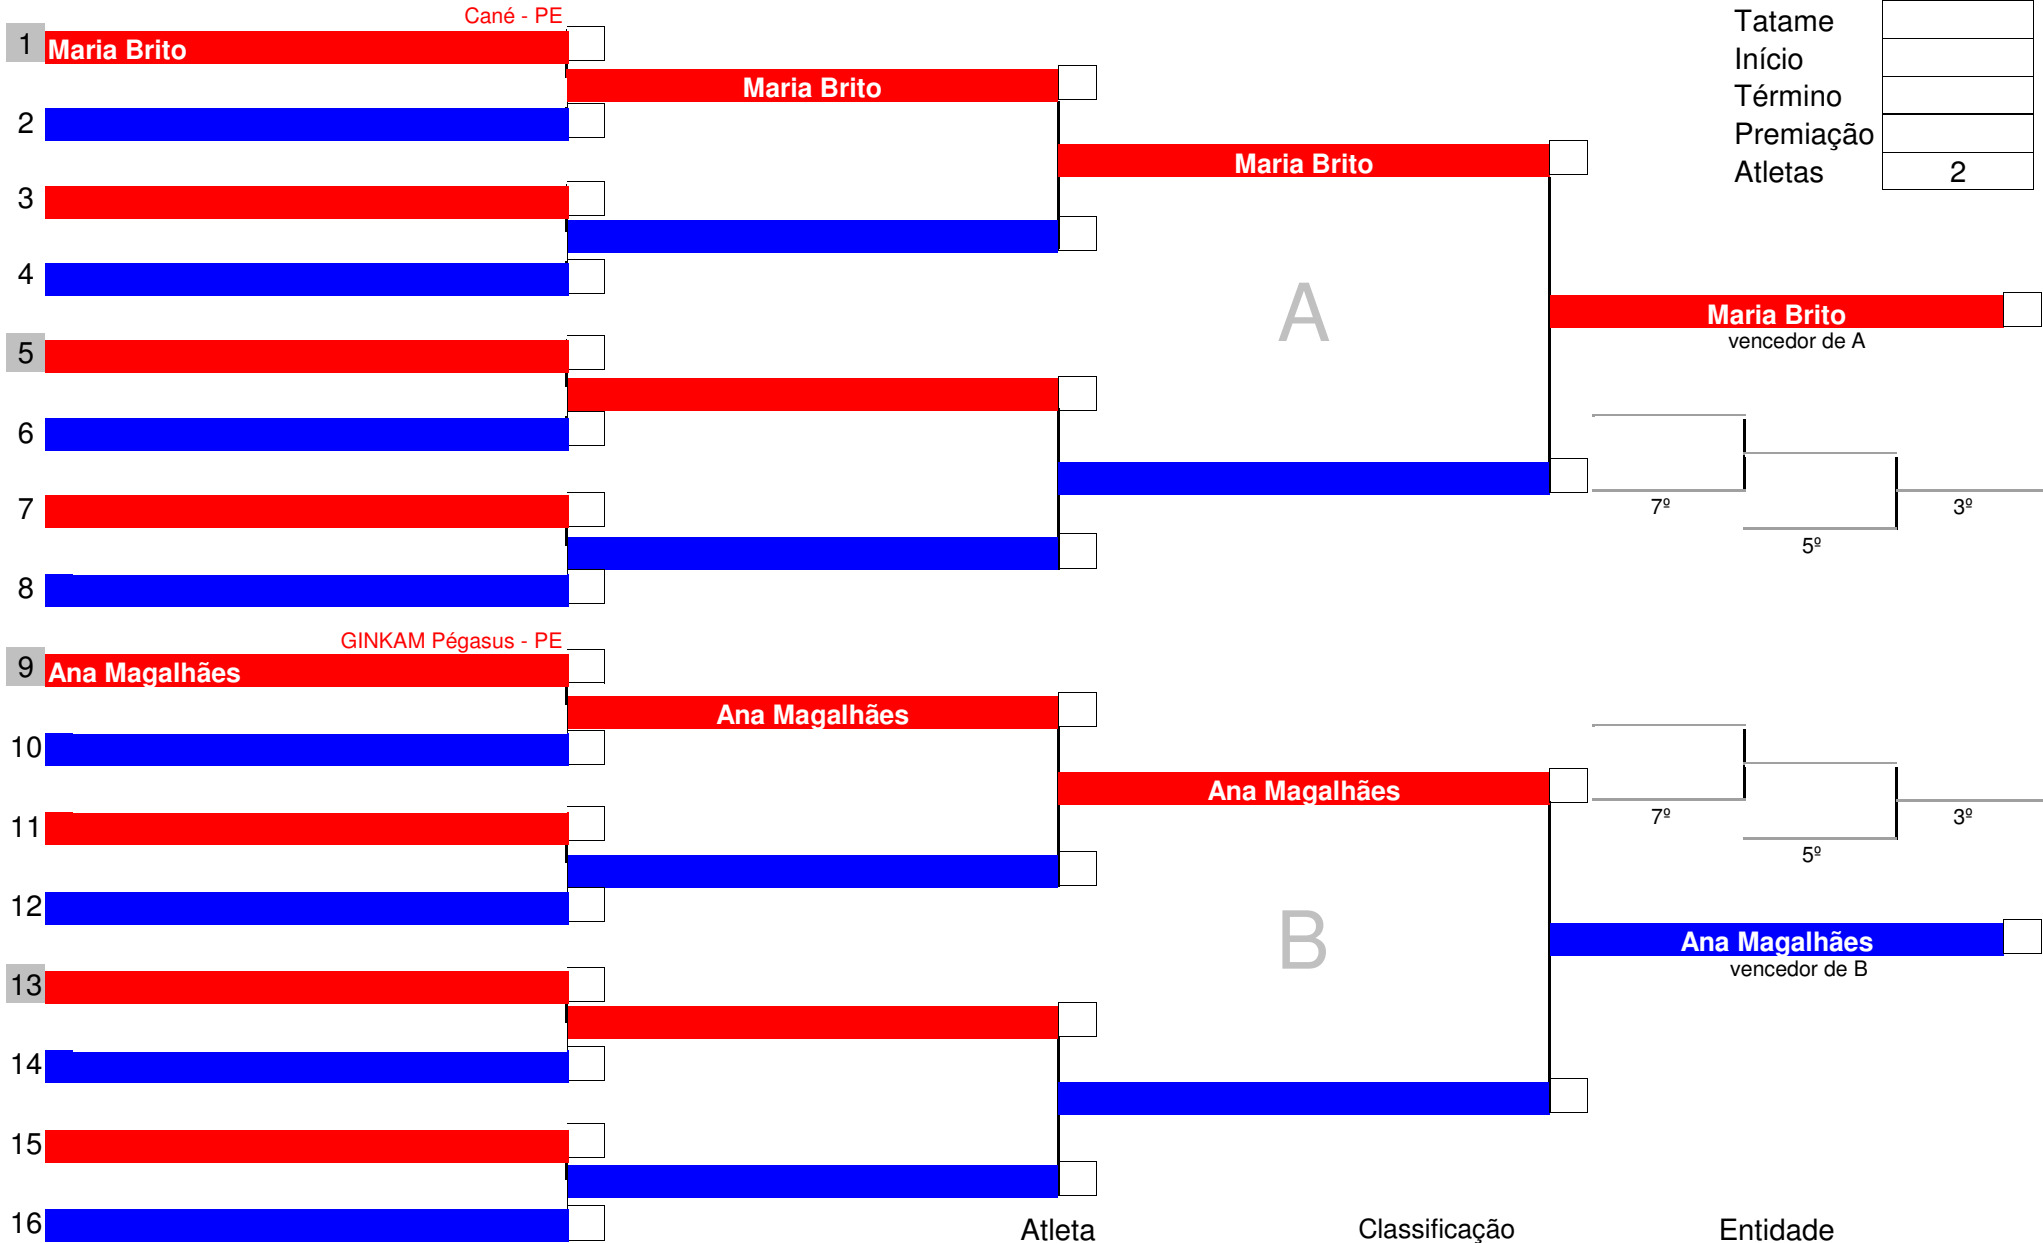 Cané - PE
1 Maria Brito
Maria Brito
2
Maria Brito
3
4
5
6
7
8
A
Tatame
Início
Término
Premiação
Atletas 2
Maria Brito
vencedor de A
7º
5º
3º
GINKAM Pégasus - PE
9 Ana Magalhães
Ana Magalhães
10
Ana Magalhães
11
12
13
14
15
16
B
7º
5º
3º
Ana Magalhães
vencedor de B
Atleta Classificação Entidade